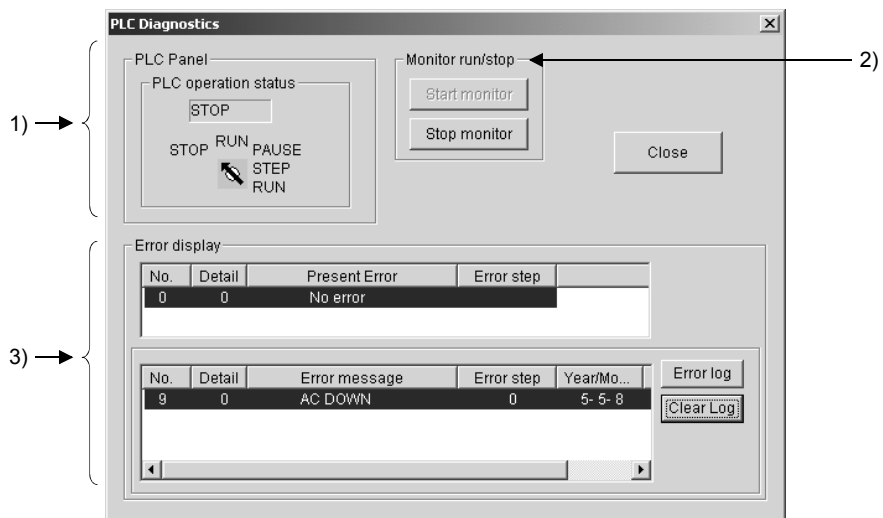 PLC Diagnostics
1)
PLC Panel
PLC operation status
STOP
STOP RUN PAUSE
STEP
RUN
Monitor run/stop
2)
Start monitor
Stop monitor
Close
3)
Error display
No. Detail Present Error Error step
0 0 No error
No. Detail Error message Error step Year/Mo...
9 0 AC DOWN 0 5- 5- 8
Error log
Clear Log